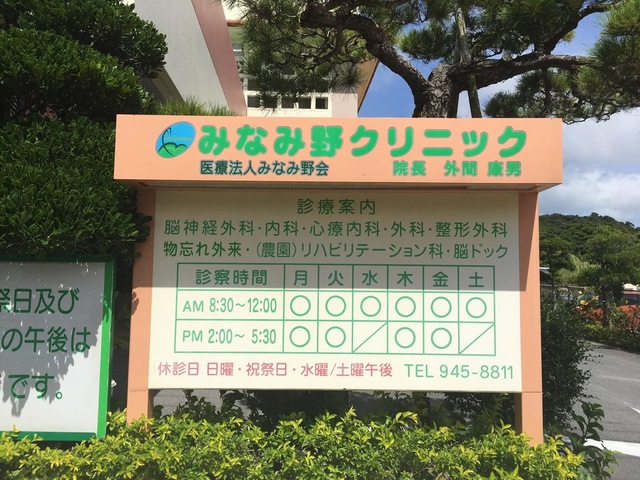 みなみ野クリニック
医療法人みなみ野会 院長 外間 康男
診療案内
脳神経外科・内科・心療内科・外科・整形外科
物忘れ外来・(農園)リハビリテーション科・脳ドック
診察時間 月 火 水 木 金 土
AM 8:30~12:00 ○ ○ ○ ○ ○ ○
PM 2:00~ 5:30 ○ ○ / ○ ○ /
休診日 日曜・祝祭日・水曜/土曜午後 TEL 945-8811
祭日及び
の午後は
です。